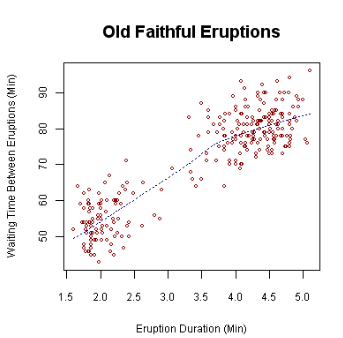 Old Faithful Eruptions
Waiting Time Between Eruptions (Min)
90
80
70
60
50
1.5 2.0 2.5 3.0 3.5 4.0 4.5 5.0
Eruption Duration (Min)